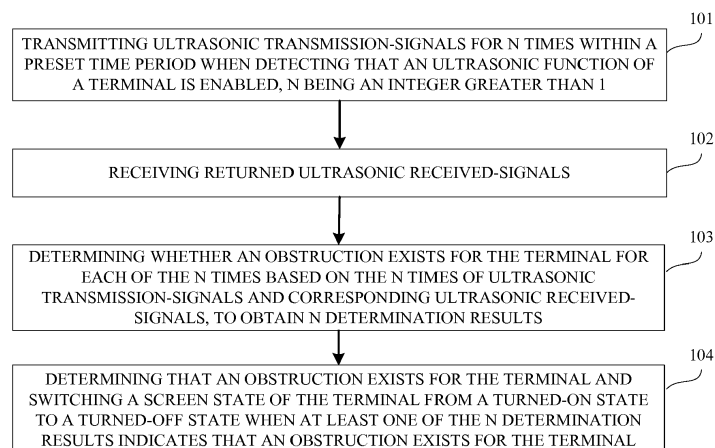 101
TRANSMITTING ULTRASONIC TRANSMISSION-SIGNALS FOR N TIMES WITHIN A
PRESET TIME PERIOD WHEN DETECTING THAT AN ULTRASONIC FUNCTION OF
A TERMINAL IS ENABLED, N BEING AN INTEGER GREATER THAN 1
102
RECEIVING RETURNED ULTRASONIC RECEIVED-SIGNALS
103
DETERMINING WHETHER AN OBSTRUCTION EXISTS FOR THE TERMINAL FOR
EACH OF THE N TIMES BASED ON THE N TIMES OF ULTRASONIC
TRANSMISSION-SIGNALS AND CORRESPONDING ULTRASONIC RECEIVED-
SIGNALS, TO OBTAIN N DETERMINATION RESULTS
104
DETERMINING THAT AN OBSTRUCTION EXISTS FOR THE TERMINAL AND
SWITCHING A SCREEN STATE OF THE TERMINAL FROM A TURNED-ON STATE
TO A TURNED-OFF STATE WHEN AT LEAST ONE OF THE N DETERMINATION
RESULTS INDICATES THAT AN OBSTRUCTION EXISTS FOR THE TERMINAL